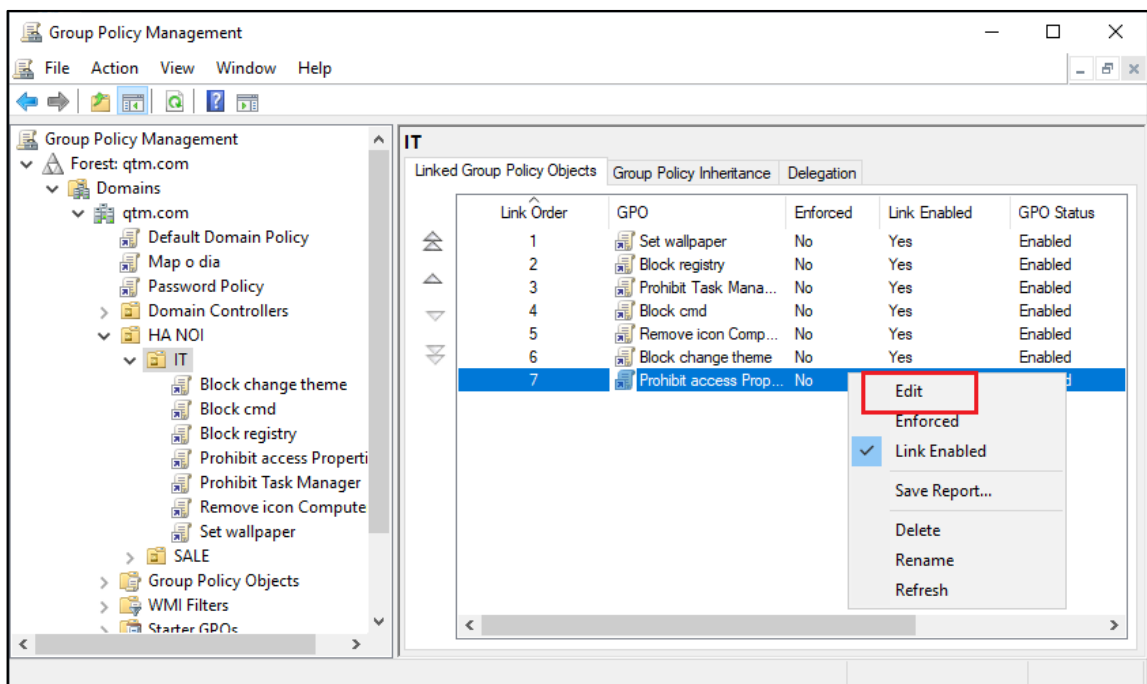 Group Policy Management
File Action View Window Help
Group Policy Management
Forest: qtm.com
Domains
qtm.com
Default Domain Policy
Map o dia
Password Policy
Domain Controllers
HA NOI
IT
Block change theme
Block cmd
Block registry
Prohibit access Properti
Prohibit Task Manager
Remove icon Compute
Set wallpaper
SALE
Group Policy Objects
WMI Filters
Starter GPOs
IT
Linked Group Policy Objects Group Policy Inheritance Delegation
Link Order GPO Enforced Link Enabled GPO Status
1 Set wallpaper No Yes Enabled
2 Block registry No Yes Enabled
3 Prohibit Task Mana... No Yes Enabled
4 Block cmd No Yes Enabled
5 Remove icon Comp... No Yes Enabled
6 Block change theme No Yes Enabled
7 Prohibit access Prop... No
Edit
Enforced
Link Enabled
Save Report...
Delete
Rename
Refresh